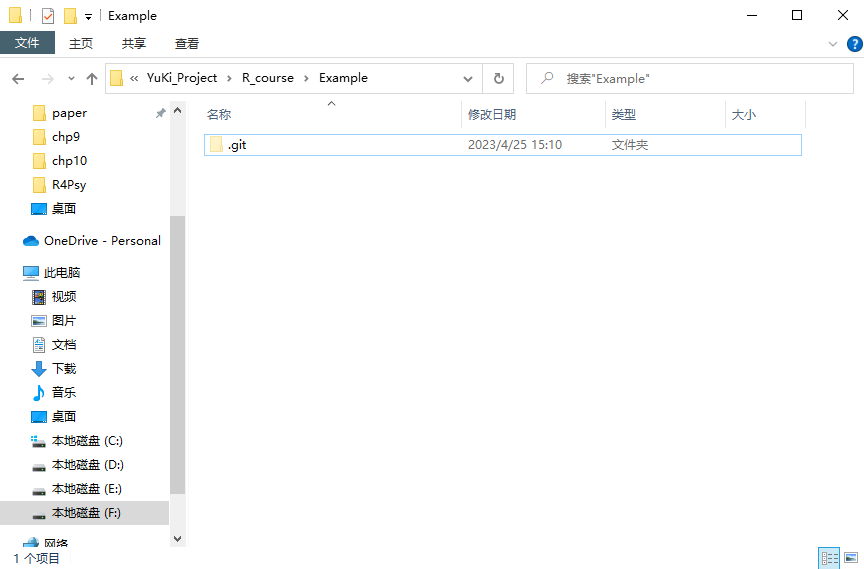 Example
文件 主页 共享 查看
« YuKi_Project › R_course › Example 搜索"Example"
名称 修改日期 类型 大小
.git 2023/4/25 15:10 文件夹
paper
chp9
chp10
R4Psy
桌面
OneDrive - Personal
此电脑
视频
图片
文档
下载
音乐
桌面
本地磁盘 (C:)
本地磁盘 (D:)
本地磁盘 (E:)
本地磁盘 (F:)
网络
1 个项目